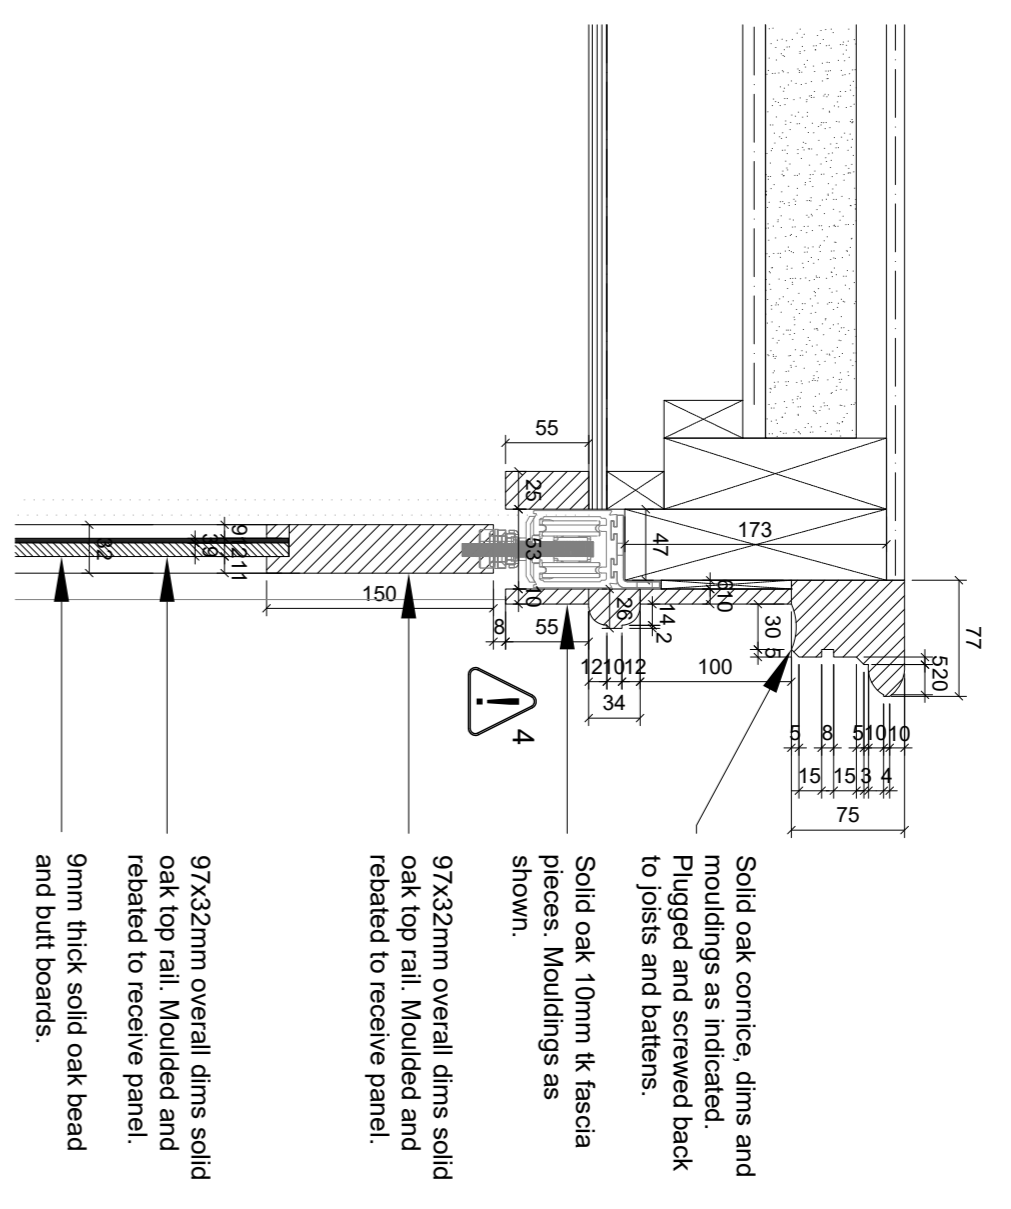 55
25
53
10
173
47
6
10
26
14
2
30
5
77
5
20
9
12
11
39
32
150
8
55
12
10
12
34
100
5
8
5
10
10
15
15
3
4
75
4
Solid oak cornice, dims and
mouldings as indicated.
Plugged and screwed back
to joists and battens.
Solid oak 10mm tk fascia
pieces. Mouldings as
shown.
97x32mm overall dims solid
oak top rail. Moulded and
rebated to receive panel.
97x32mm overall dims solid
oak top rail. Moulded and
rebated to receive panel.
9mm thick solid oak bead
and butt boards.